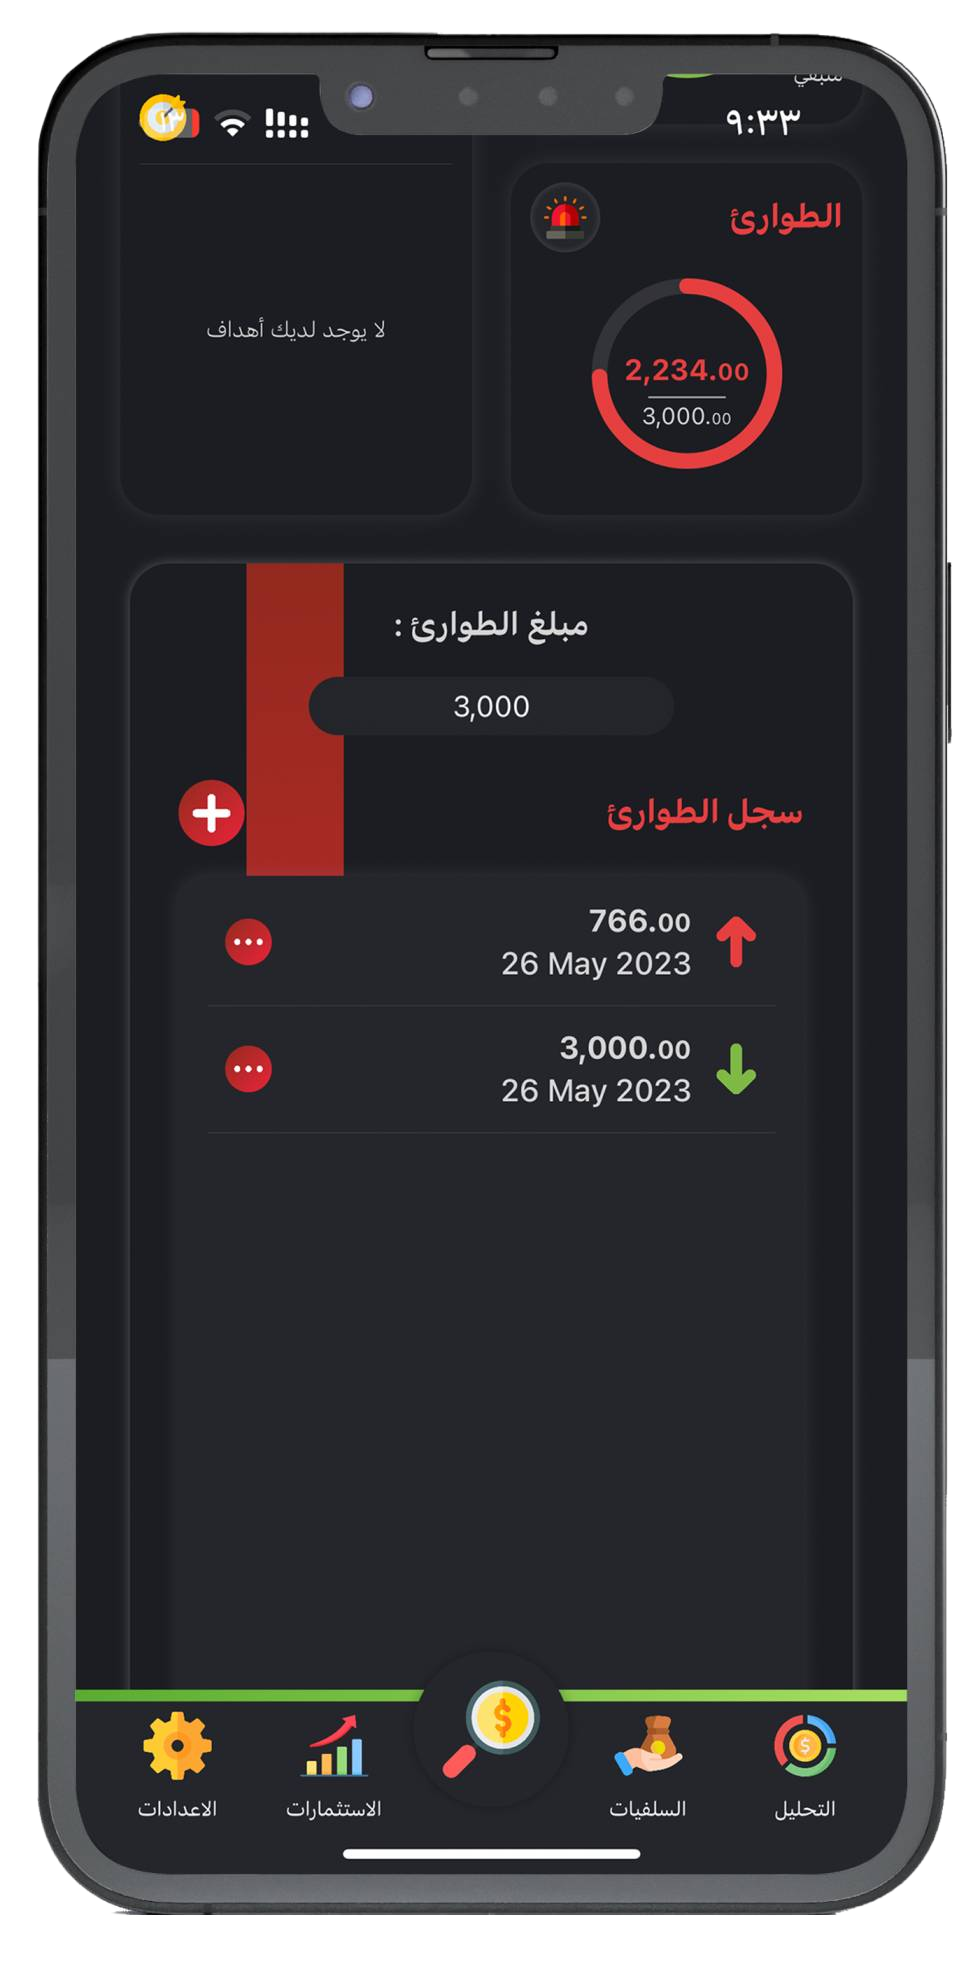 متبقي
٩:٣٣
الطوارئ
2,234.00
3,000.00
لا يوجد لديك أهداف
مبلغ الطوارئ :
3,000
سجل الطوارئ
766.00
26 May 2023
3,000.00
26 May 2023
التحليل
السلفيات
الاستثمارات
الاعدادات